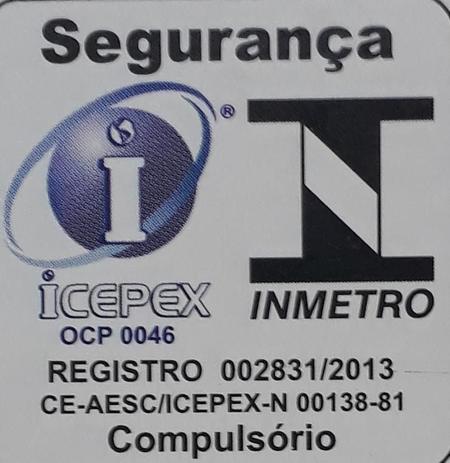 Segurança
®
ICEPEX
INMETRO
OCP 0046
REGISTRO 002831/2013
CE-AESC/ICEPEX-N 00138-81
Compulsório